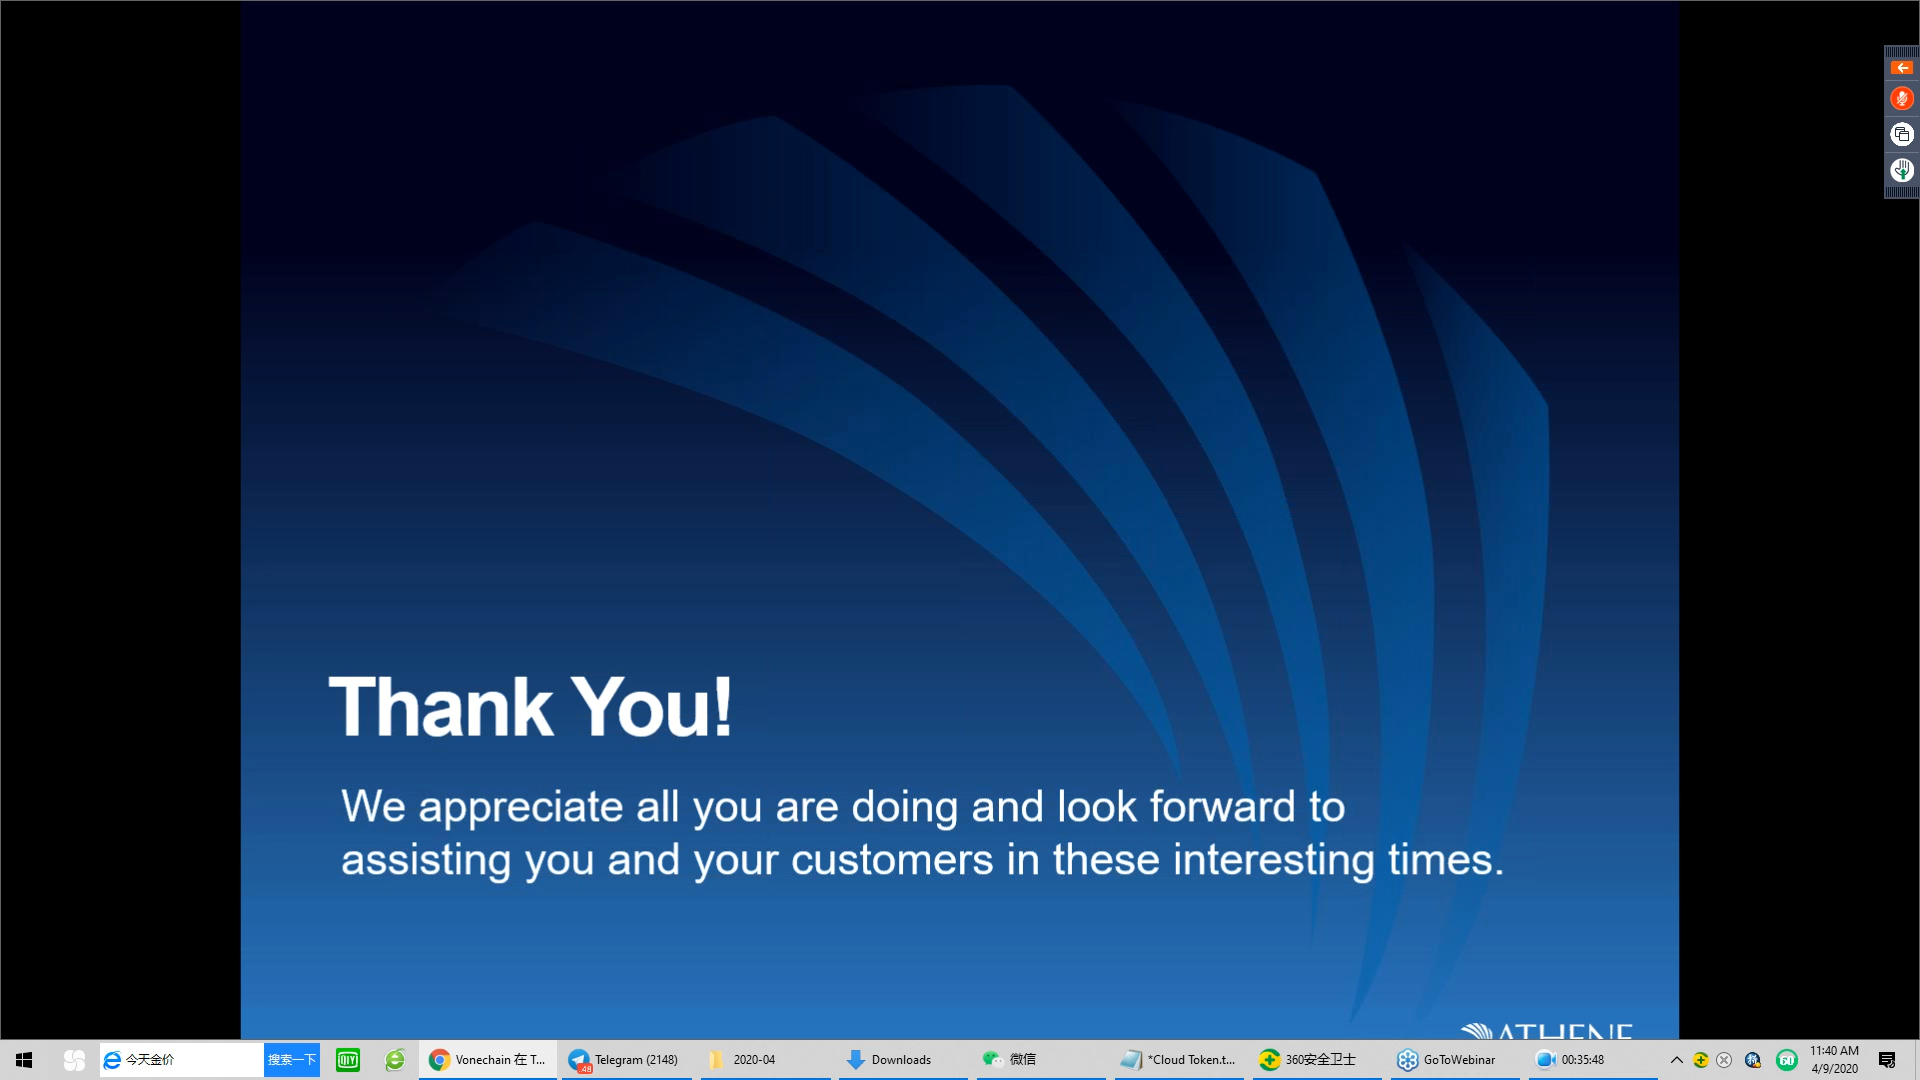 Thank You!
We appreciate all you are doing and look forward to
assisting you and your customers in these interesting times.
ATHENE
今天金价
搜索一下
Vonechain 在 T...
Telegram (2148)
2020-04
Downloads
微信
*Cloud Token.t...
360安全卫士
GoToWebinar
00:35:48
11:40 AM
4/9/2020